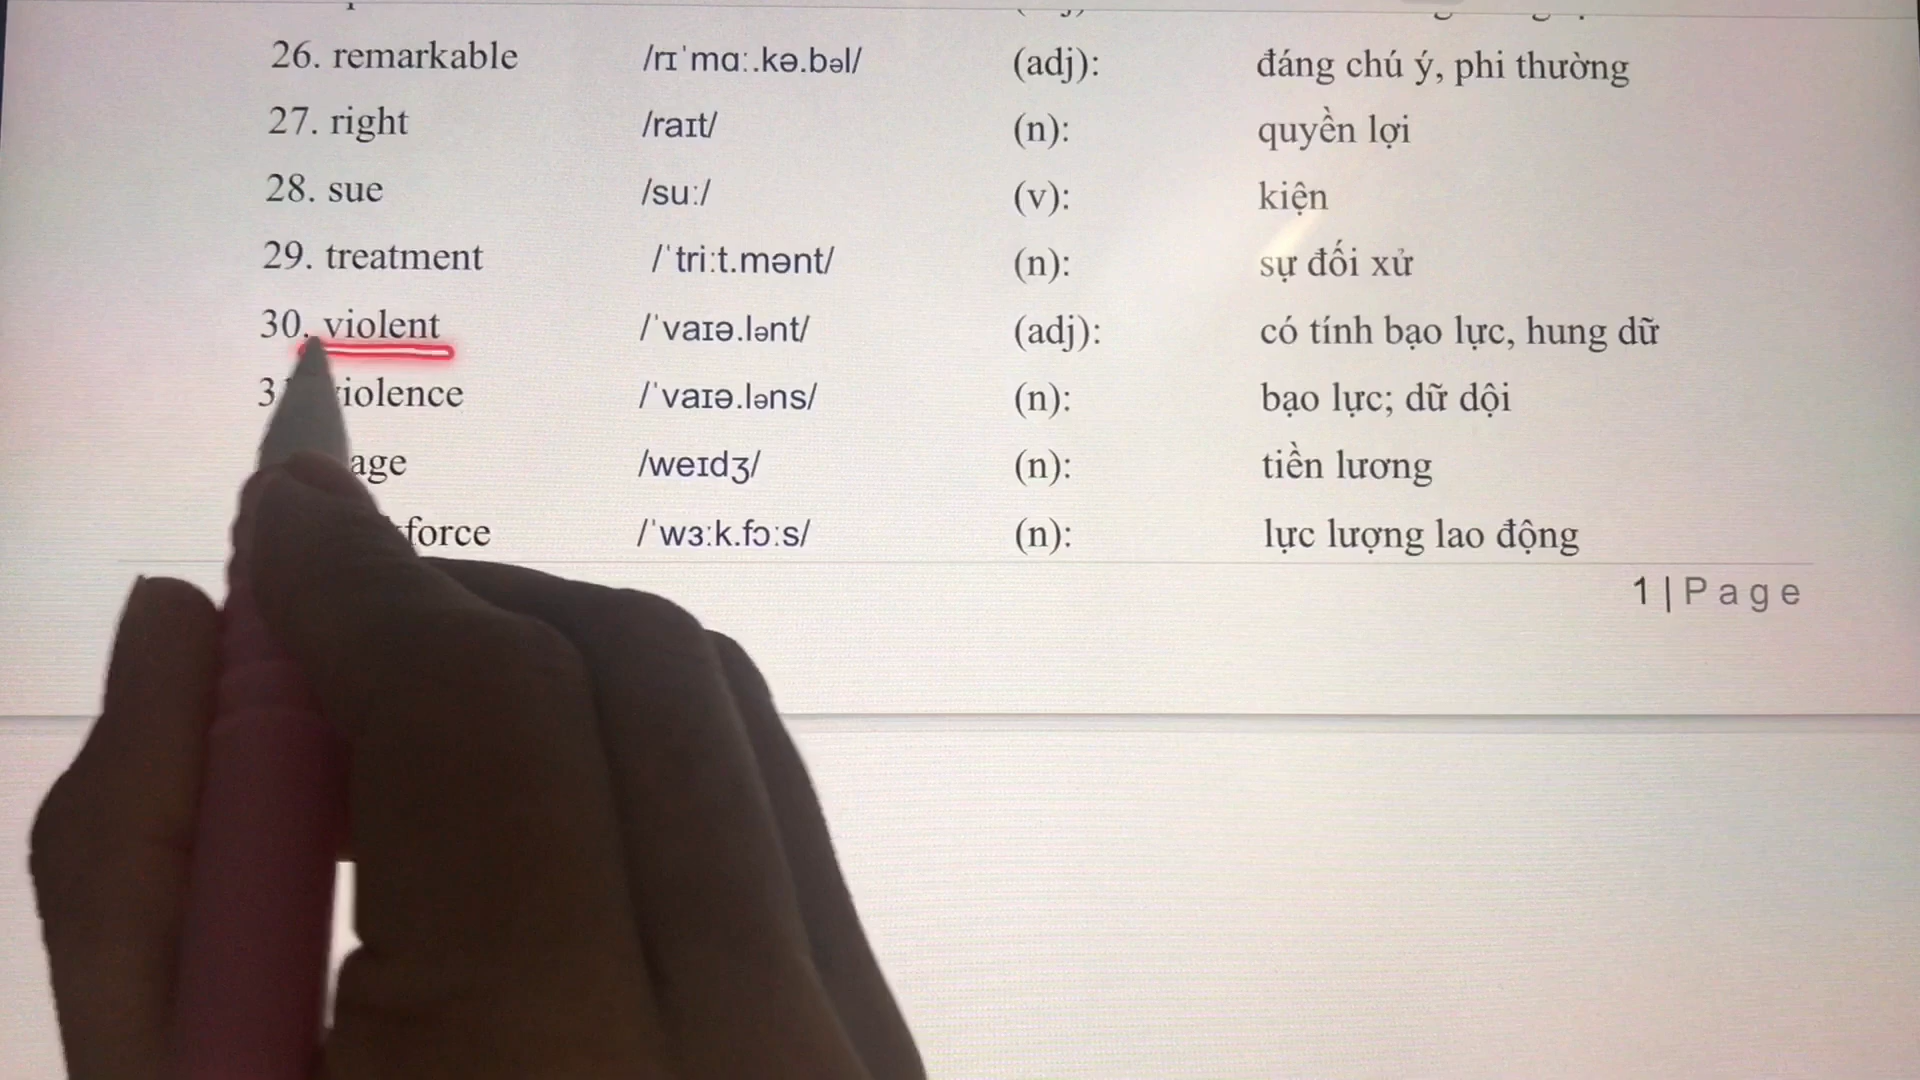 26. remarkable /rɪˈmɑː.kə.bəl/ (adj): đáng chú ý, phi thường
27. right /raɪt/ (n): quyền lợi
28. sue /suː/ (v): kiện
29. treatment /ˈtriːt.mənt/ (n): sự đối xử
30. violent /ˈvaɪə.lənt/ (adj): có tính bạo lực, hung dữ
3 iolence /ˈvaɪə.ləns/ (n): bạo lực; dữ dội
age /weɪdʒ/ (n): tiền lương
force /ˈwɜːk.fɔːs/ (n): lực lượng lao động
1 | P a g e